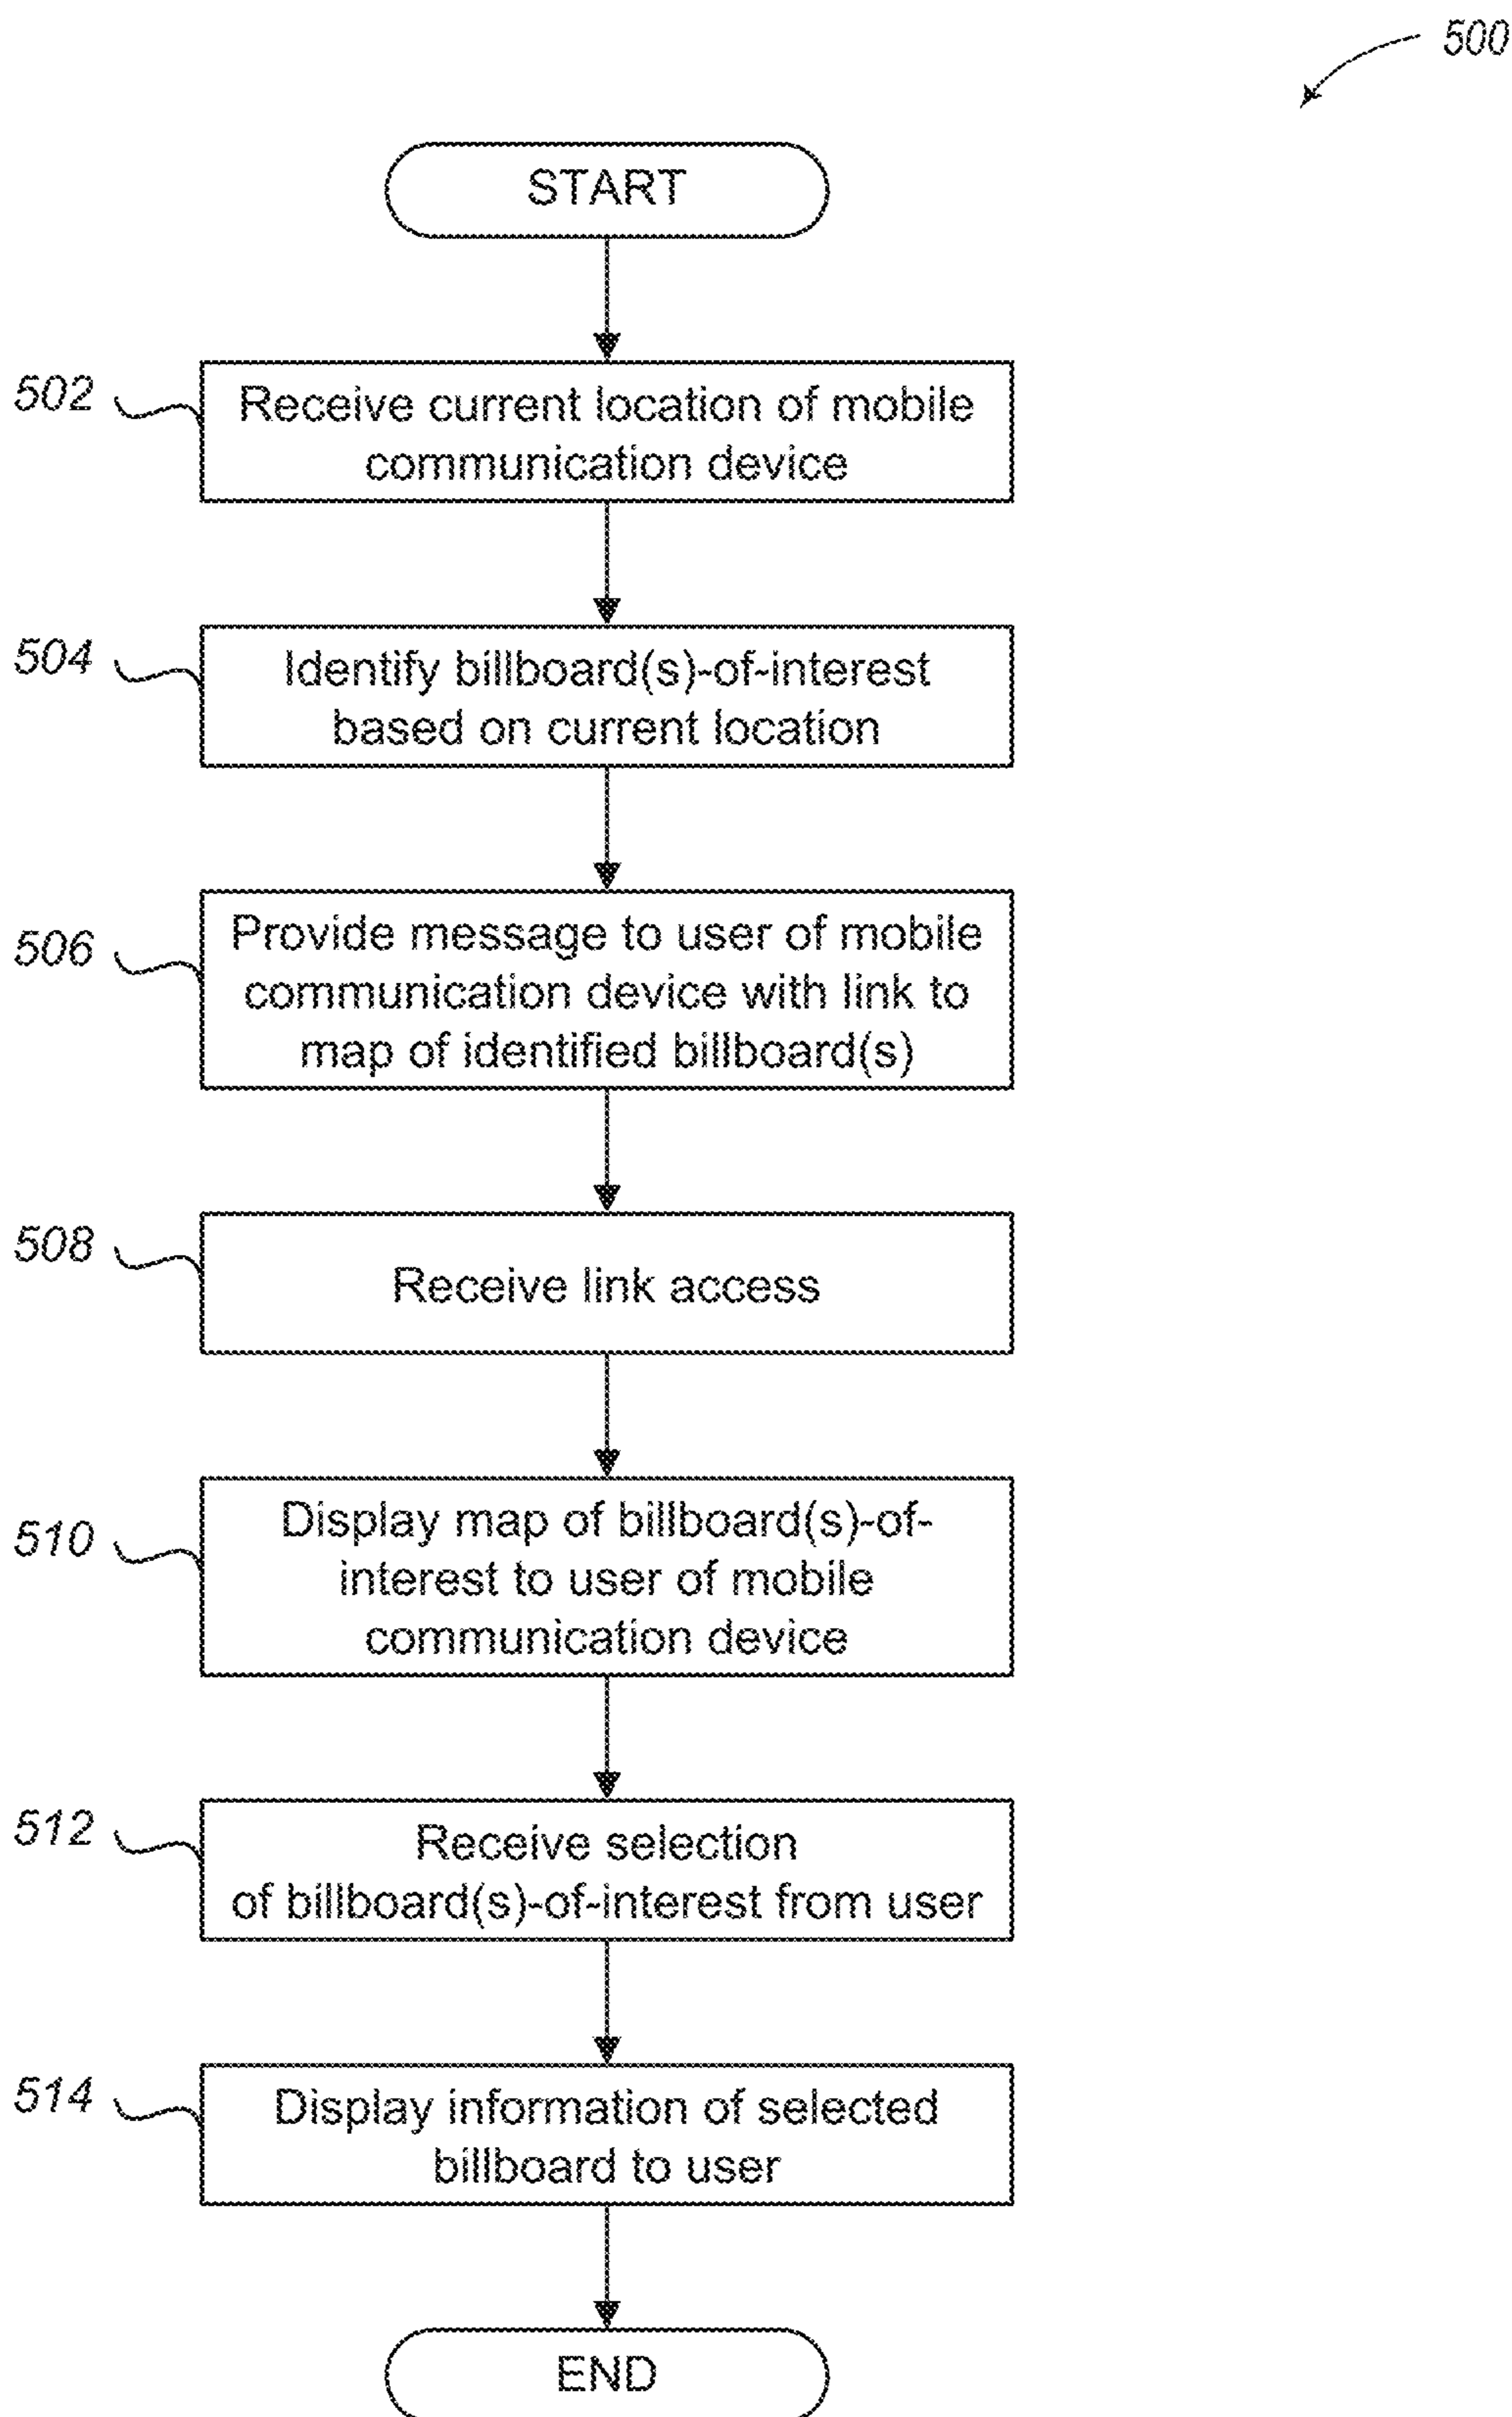 500
START
502
Receive current location of mobile
communication device
504
Identify billboard(s)-of-interest
based on current location
506
Provide message to user of mobile
communication device with link to
map of identified billboard(s)
508
Receive link access
510
Display map of billboard(s)-of-
interest to user of mobile
communication device
512
Receive selection
of billboard(s)-of-interest from user
514
Display information of selected
billboard to user
END